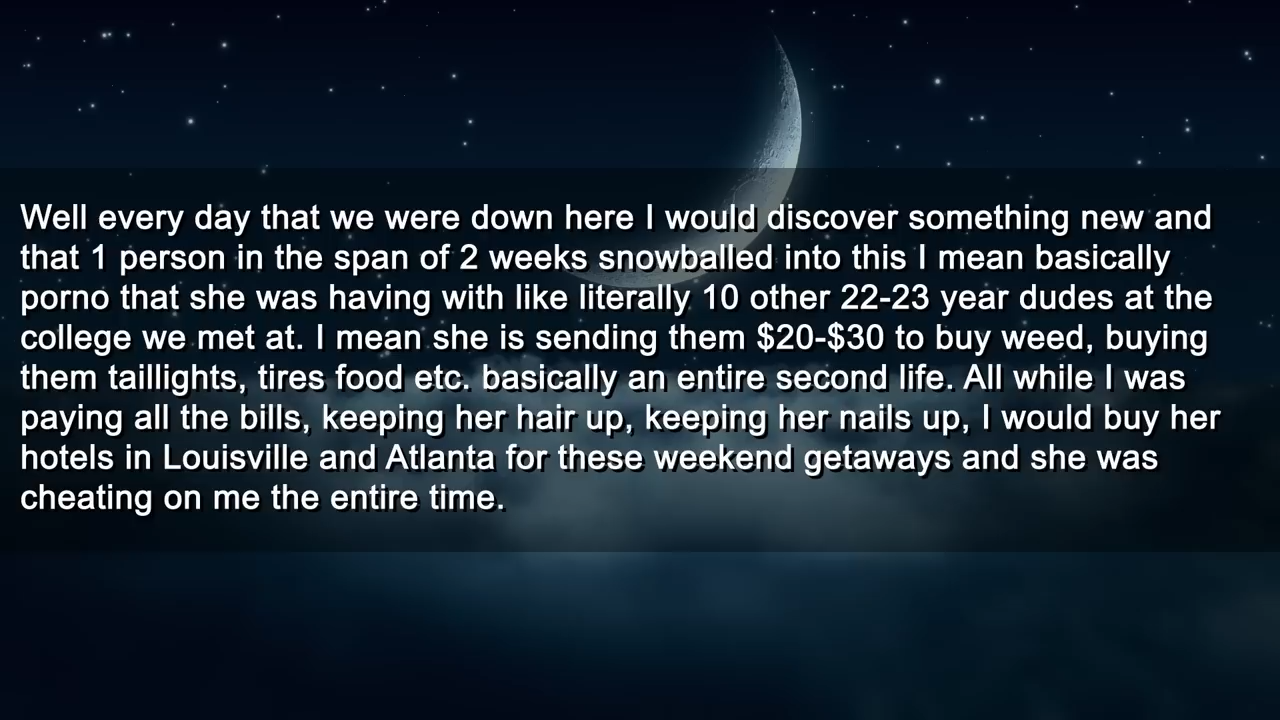 Well every day that we were down here I would discover something new and
that 1 person in the span of 2 weeks snowballed into this I mean basically
porno that she was having with like literally 10 other 22-23 year dudes at the
college we met at. I mean she is sending them $20-$30 to buy weed, buying
them taillights, tires food etc. basically an entire second life. All while I was
paying all the bills, keeping her hair up, keeping her nails up, I would buy her
hotels in Louisville and Atlanta for these weekend getaways and she was
cheating on me the entire time.